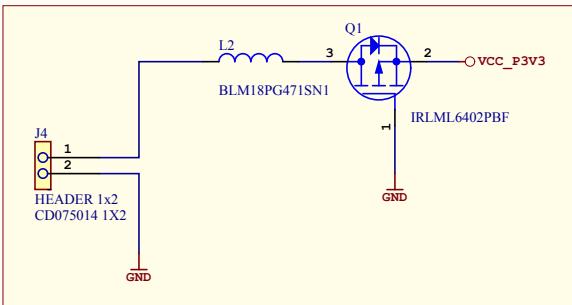 Q1
L2
3
2
VCC_P3V3
BLM18PG471SN1
1
IRLML6402PBF
J4
1
2
GND
HEADER 1x2
CD075014 1X2
GND